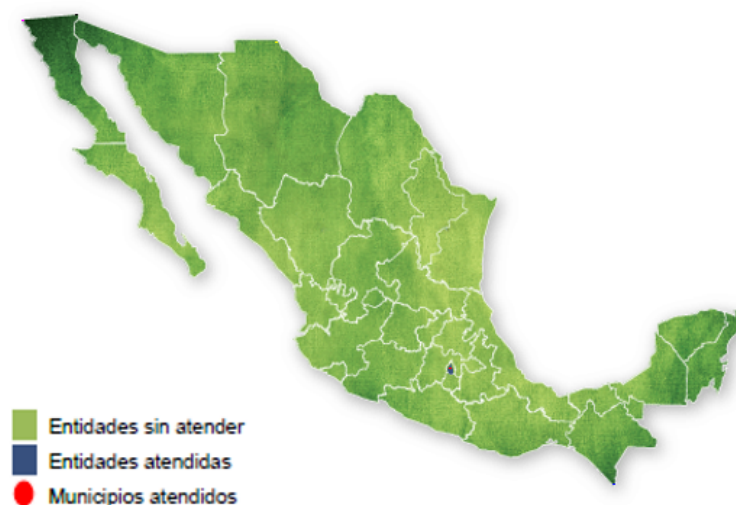 Entidades sin atender
Entidades atendidas
Municipios atendidos